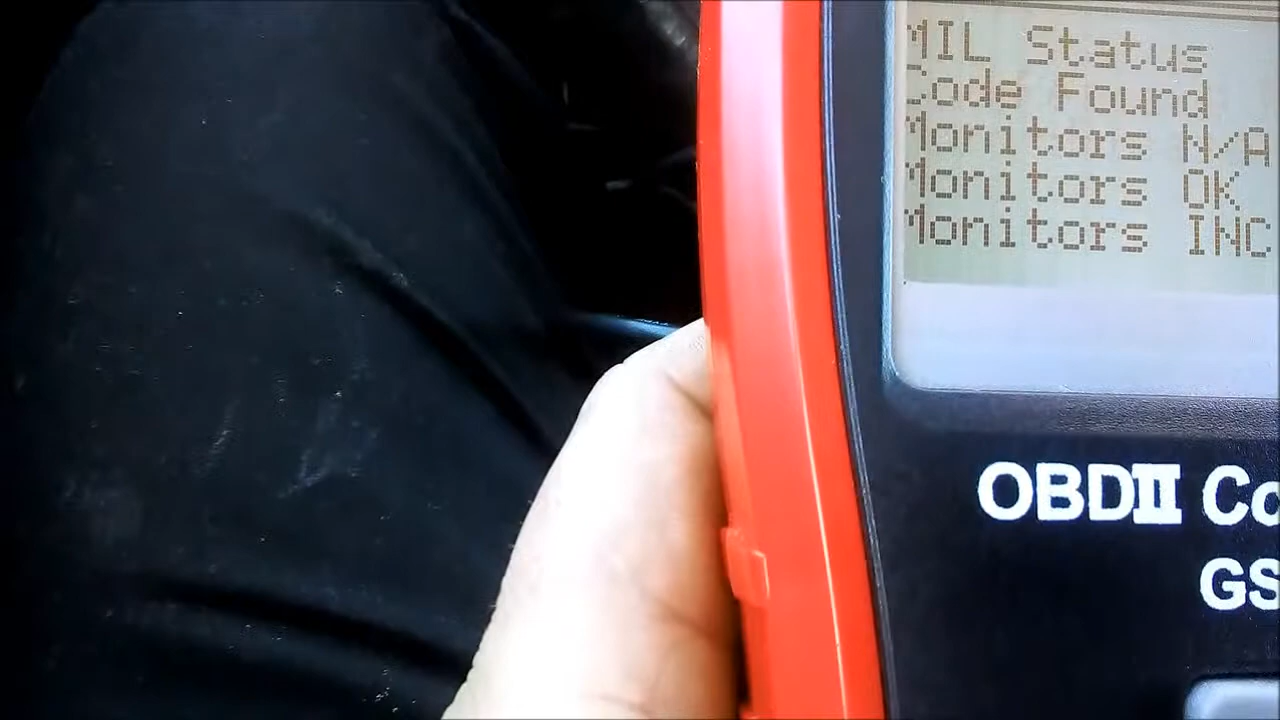 MIL Status
Code Found
Monitors N/A
Monitors OK
Monitors INC
OBDII Co
GS